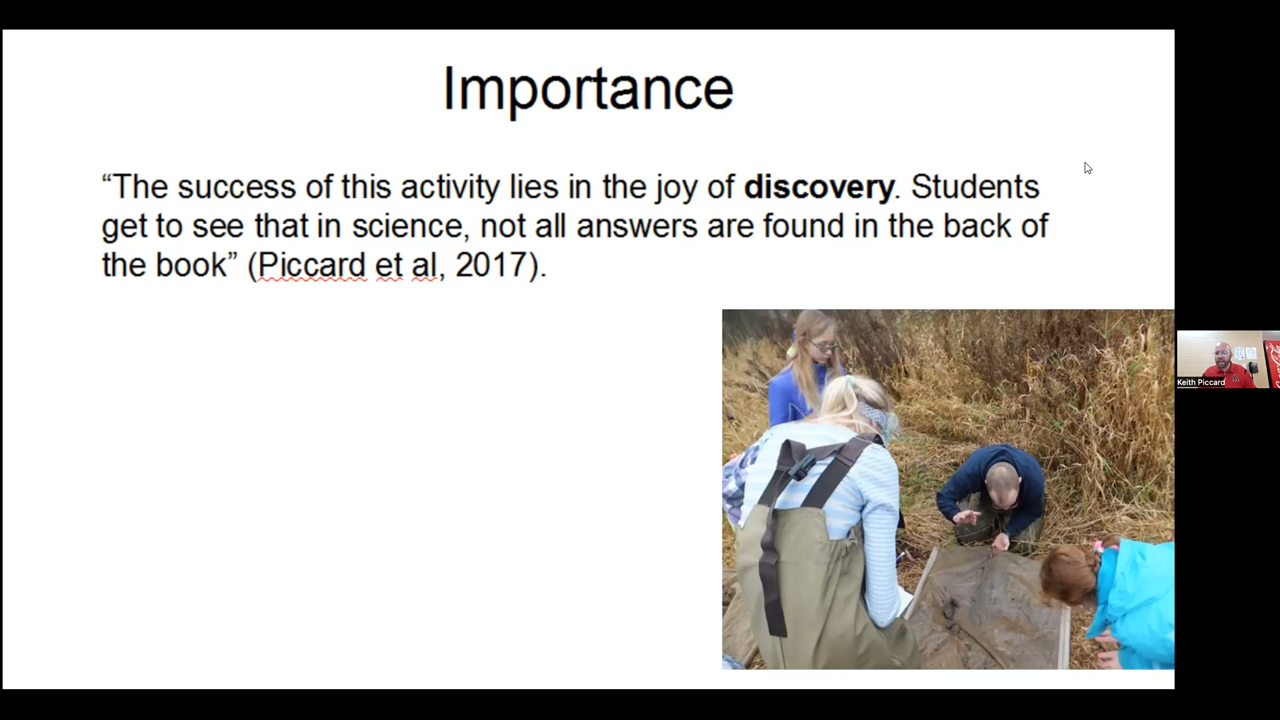 Importance
“The success of this activity lies in the joy of discovery. Students
get to see that in science, not all answers are found in the back of
the book” (Piccard et al, 2017).
Keith Piccard